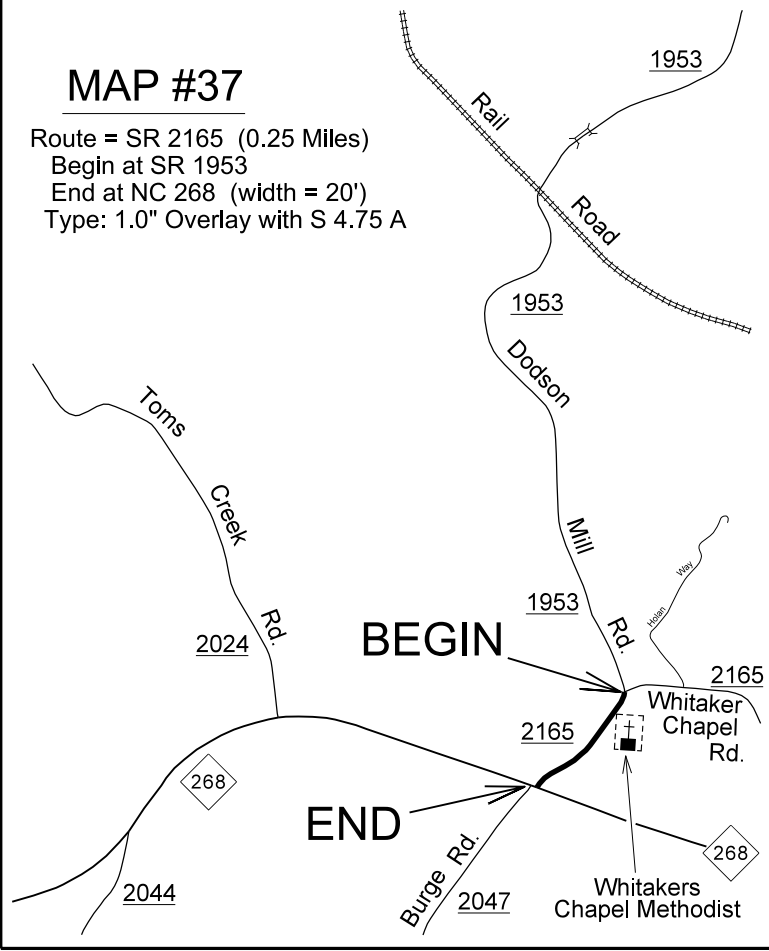 MAP #37
Route = SR 2165 (0.25 Miles)
Begin at SR 1953
End at NC 268 (width = 20')
Type: 1.0" Overlay with S 4.75 A
1953
Rail
Road
1953
Dodson
Mill
Rd.
1953
Toms
Creek
Rd.
2024
Holan
Way
BEGIN
2165
Whitaker
Chapel
Rd.
2165
268
END
268
2044
Burge Rd.
2047
Whitakers
Chapel Methodist